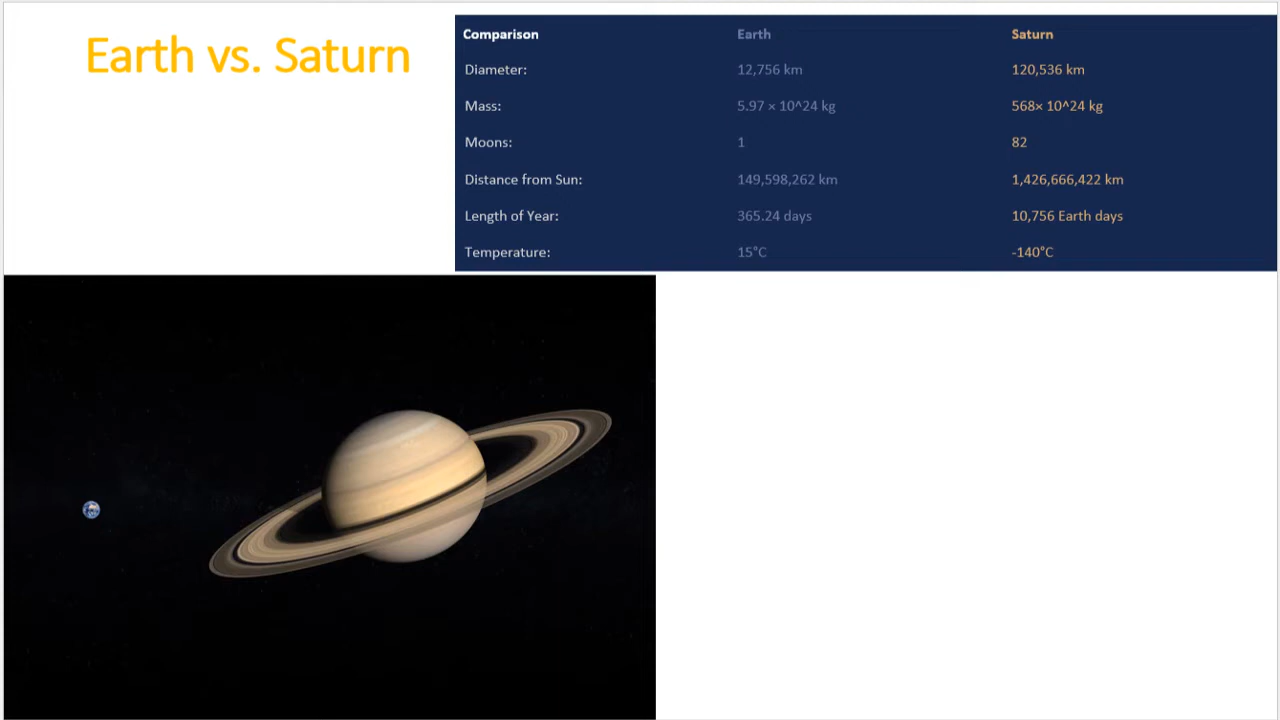 Earth vs. Saturn
Comparison Earth Saturn
Diameter: 12,756 km 120,536 km
Mass: 5.97 × 10^24 kg 568× 10^24 kg
Moons: 1 82
Distance from Sun: 149,598,262 km 1,426,666,422 km
Length of Year: 365.24 days 10,756 Earth days
Temperature: 15°C -140°C